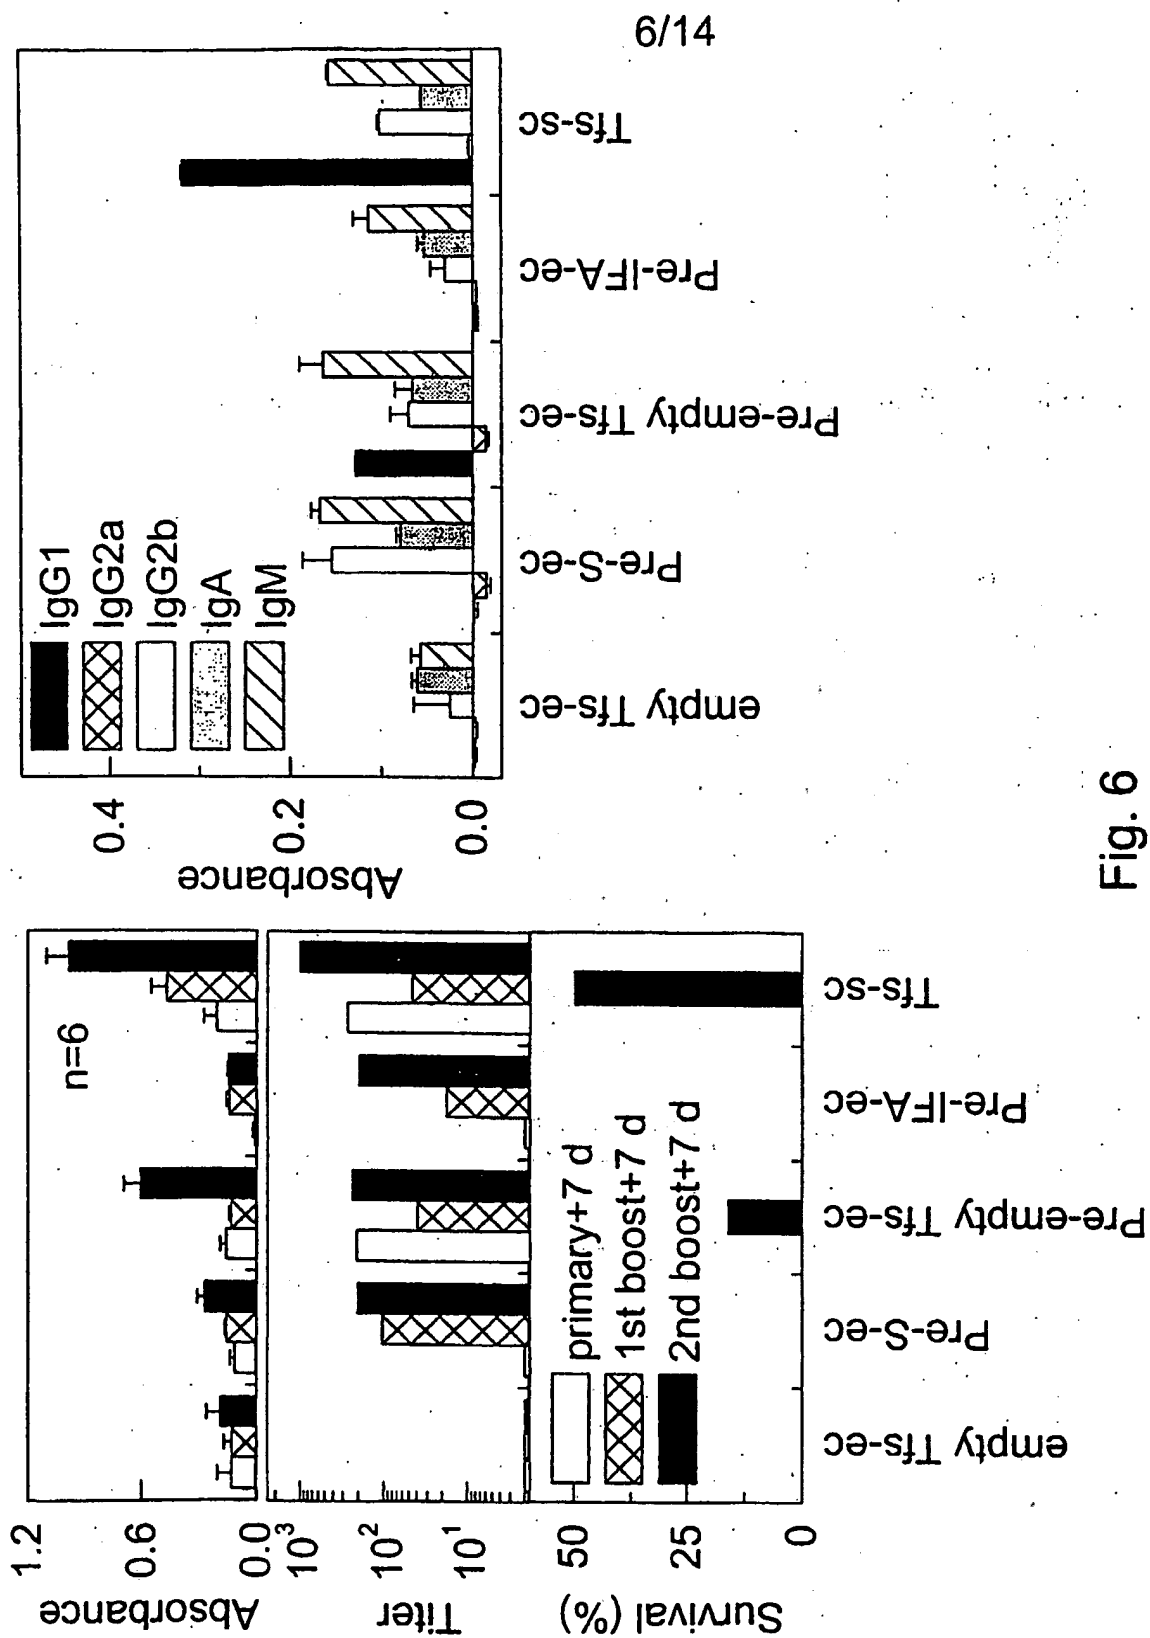 6/14
Absorbance
1.2
0.6
0.0
n=6
Titer
10³
10²
10¹
Survival (%)
50
25
0
primary+7 d
1st boost+7 d
2nd boost+7 d
empty Tfs-ec
Pre-S-ec
Pre-empty Tfs-ec
Pre-IFA-ec
Tfs-sc
Absorbance
0.4
0.2
0.0
IgG1
IgG2a
IgG2b
IgA
IgM
empty Tfs-ec
Pre-S-ec
Pre-empty Tfs-ec
Pre-IFA-ec
Tfs-sc
Fig. 6